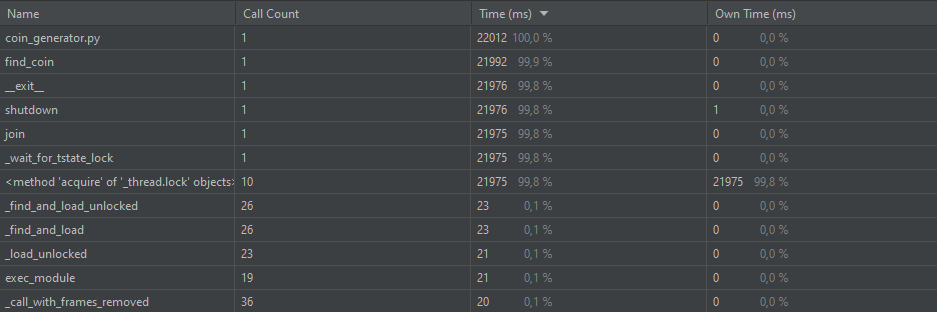 Name Call Count Time (ms) Own Time (ms)
coin_generator.py 1 22012 100,0 % 0 0,0 %
find_coin 1 21992 99,9 % 0 0,0 %
__exit__ 1 21976 99,8 % 0 0,0 %
shutdown 1 21976 99,8 % 1 0,0 %
join 1 21975 99,8 % 0 0,0 %
_wait_for_tstate_lock 1 21975 99,8 % 0 0,0 %
<method 'acquire' of '_thread.lock' objects> 10 21975 99,8 % 21975 99,8 %
_find_and_load_unlocked 26 23 0,1 % 0 0,0 %
_find_and_load 26 23 0,1 % 0 0,0 %
_load_unlocked 23 21 0,1 % 0 0,0 %
exec_module 19 21 0,1 % 0 0,0 %
_call_with_frames_removed 36 20 0,1 % 0 0,0 %